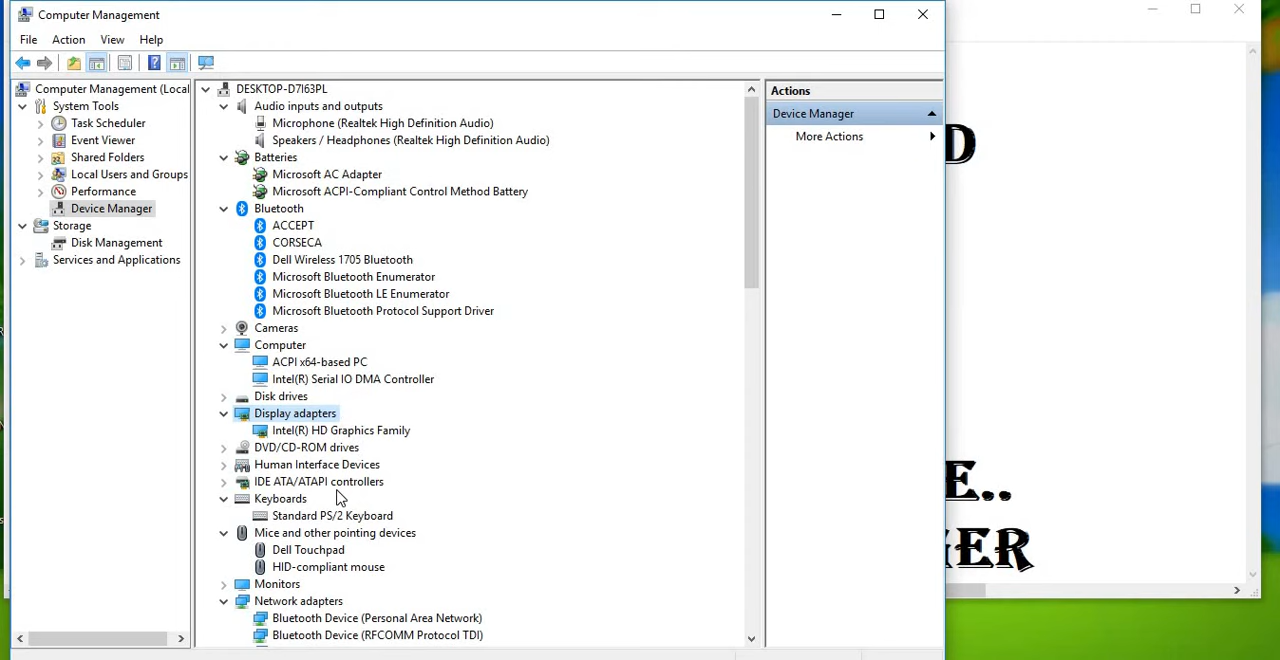 Computer Management
File Action View Help
Computer Management (Local
System Tools
Task Scheduler
Event Viewer
Shared Folders
Local Users and Groups
Performance
Device Manager
Storage
Disk Management
Services and Applications
DESKTOP-D7I63PL
Audio inputs and outputs
Microphone (Realtek High Definition Audio)
Speakers / Headphones (Realtek High Definition Audio)
Batteries
Microsoft AC Adapter
Microsoft ACPI-Compliant Control Method Battery
Bluetooth
ACCEPT
CORSECA
Dell Wireless 1705 Bluetooth
Microsoft Bluetooth Enumerator
Microsoft Bluetooth LE Enumerator
Microsoft Bluetooth Protocol Support Driver
Cameras
Computer
ACPI x64-based PC
Intel(R) Serial IO DMA Controller
Disk drives
Display adapters
Intel(R) HD Graphics Family
DVD/CD-ROM drives
Human Interface Devices
IDE ATA/ATAPI controllers
Keyboards
Standard PS/2 Keyboard
Mice and other pointing devices
Dell Touchpad
HID-compliant mouse
Monitors
Network adapters
Bluetooth Device (Personal Area Network)
Bluetooth Device (RFCOMM Protocol TDI)
Actions
Device Manager
More Actions
D
E..
GER